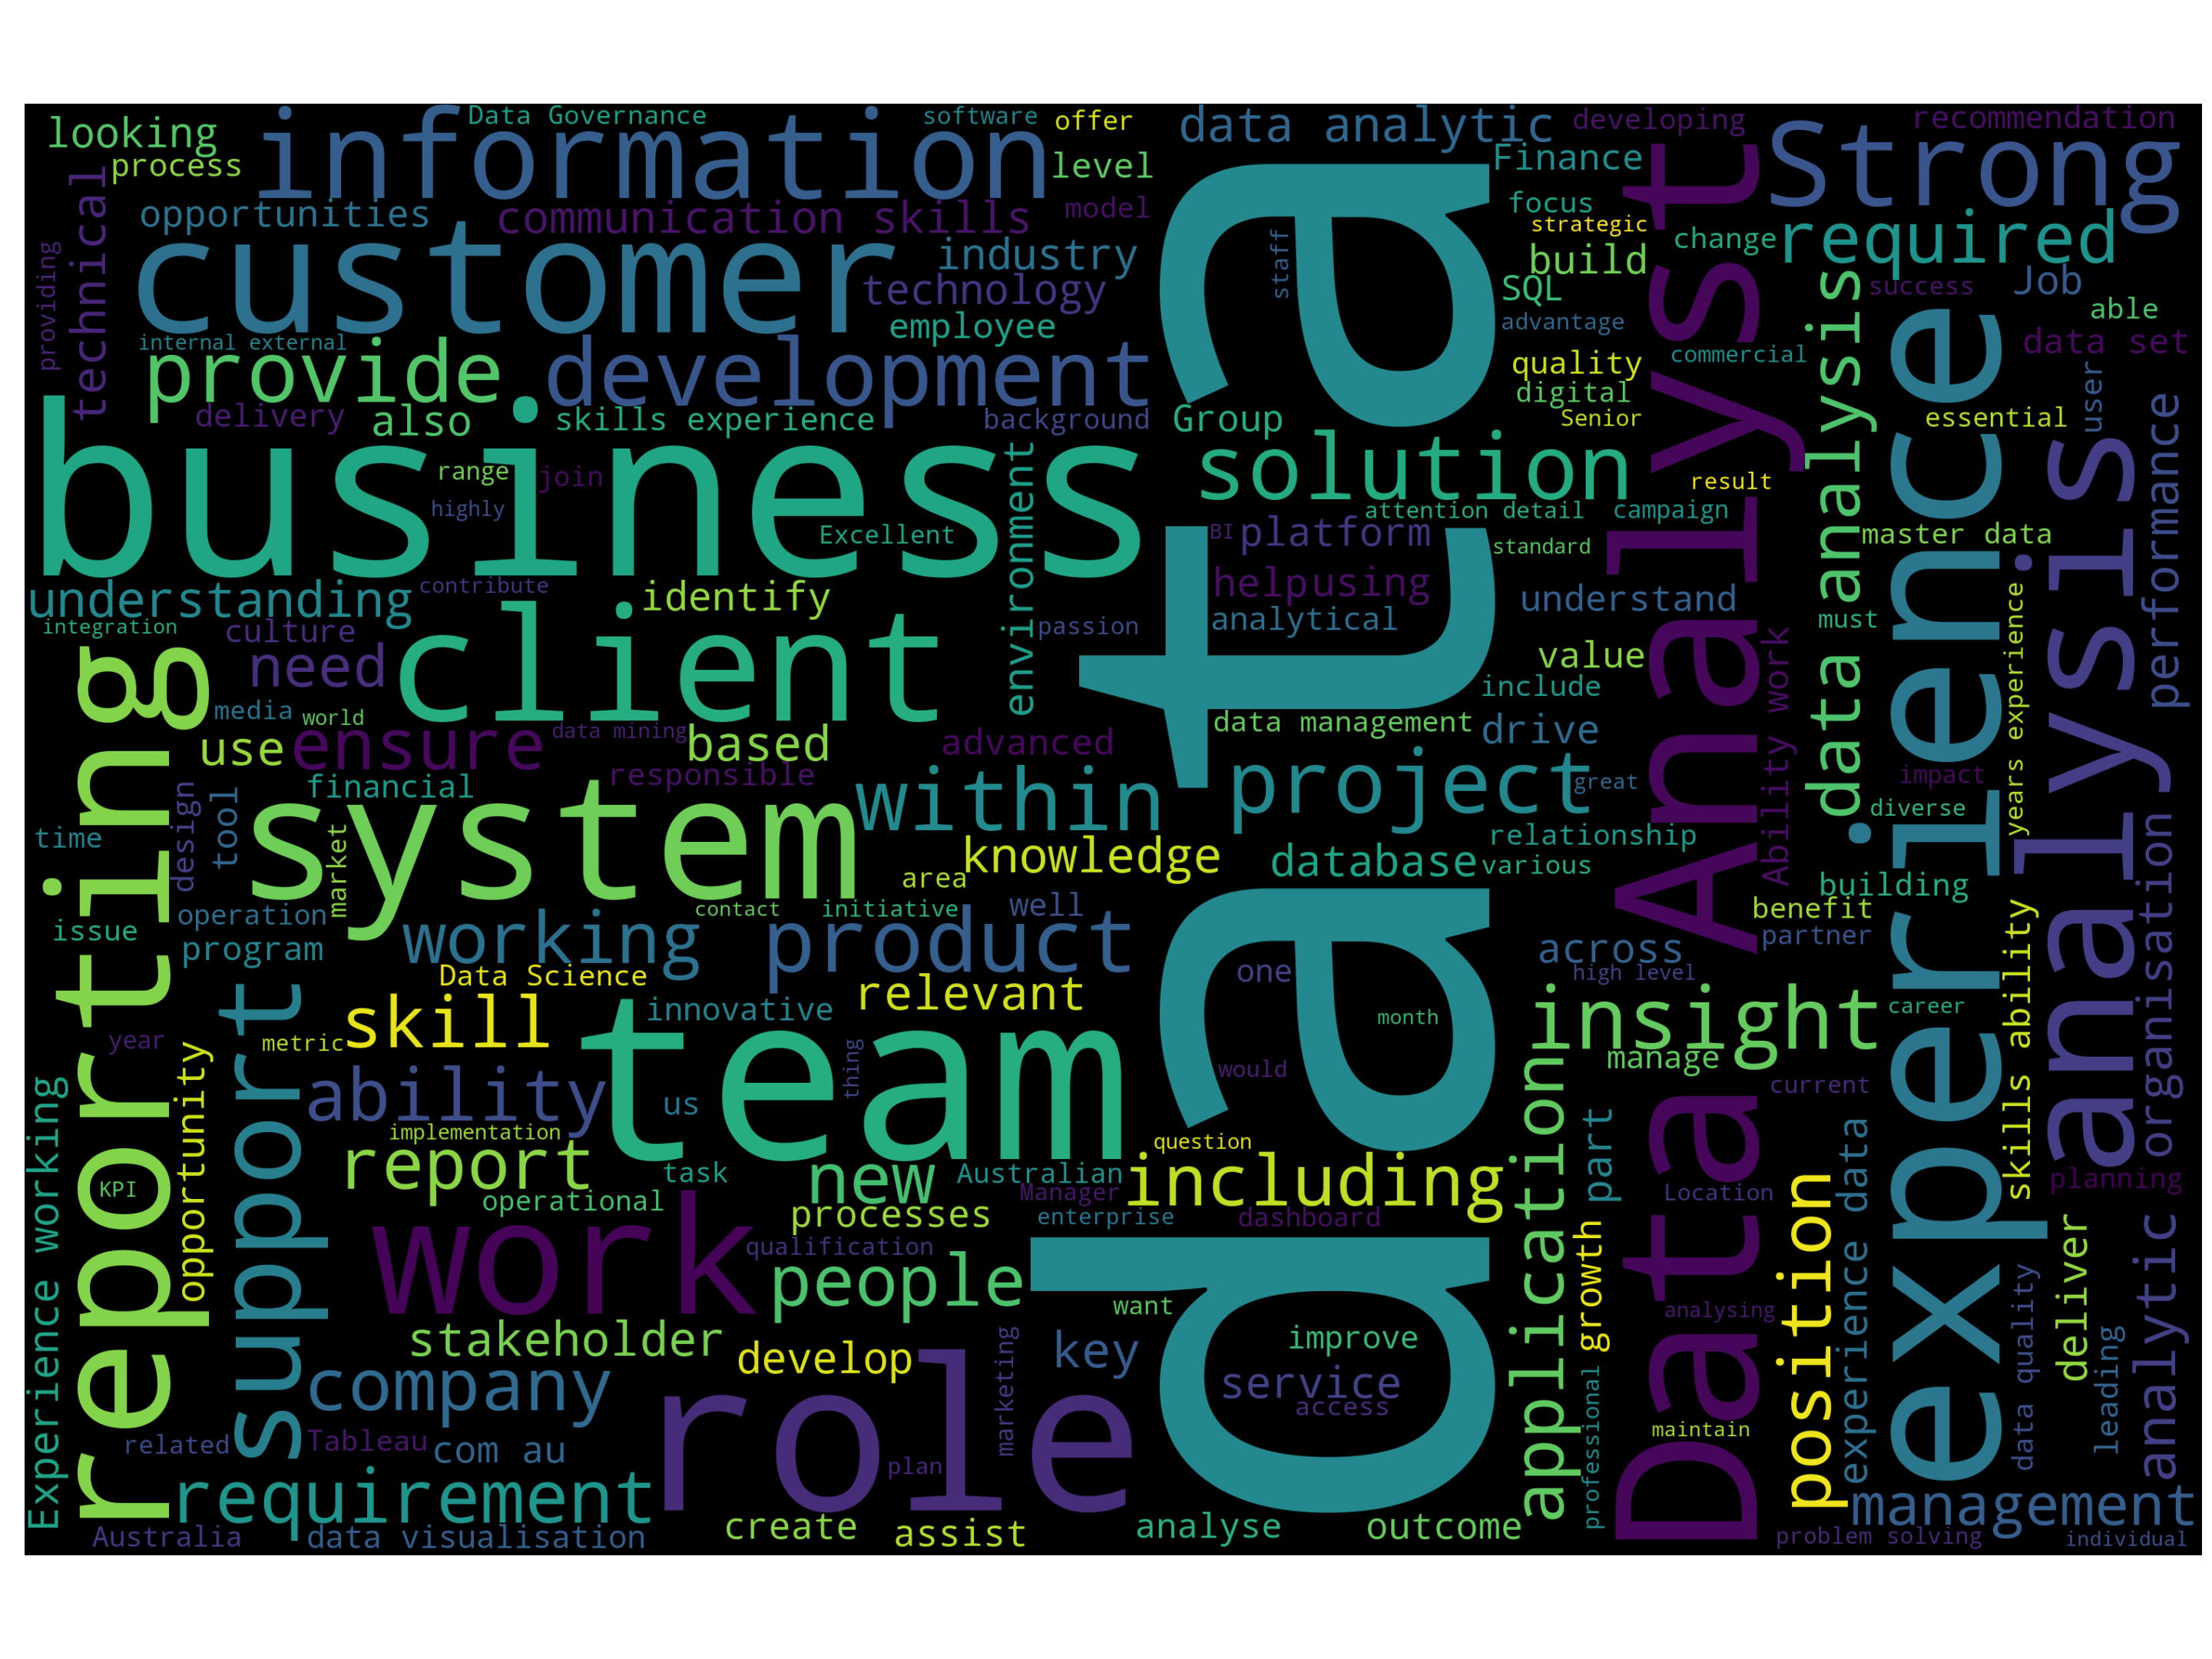 looking
process
Data Governance
software
offer
data analytic
developing
recommendation
information
level
Finance
Strong
technical
opportunities
communication skills
model
focus
strategic
change
required
providing
customer
industry
technology
staff
build
SQL
success
Job
able
internal external
employee
advantage
commercial
data set
provide
development
quality
digital
delivery
also
skills experience
background
Group
Senior
essential
user
business
range
join
highly
Excellent
environment
solution
result
attention detail
campaign
BI
platform
standard
master data
performance
understanding
contribute
identify
helpusing
understand
integration
culture
passion
analytical
must
need
client
value
include
media
world
data mining
data management
drive
use
ensure
based
advanced
responsible
financial
within
project
great
impact
diverse
years experience
data
Data Analyst
data analysis
experience
analysis
Ability work
reporting
time
design
tool
market
system
knowledge
database
relationship
various
area
building
issue
operation
program
contact
initiative
well
benefit
partner
working
product
across
high level
one
Data Science
relevant
insight
career
skills ability
organisation
year
metric
skill
innovative
month
manage
support
opportunity
ability
us
thing
team
would
current
application
part
implementation
question
report
task
new
Australian
Manager
including
Location
planning
KPI
operational
processes
enterprise
dashboard
Experience working
work
qualification
people
want
growth
position
experience data
deliver
analytic
analysing
stakeholder
develop
key
improve
service
access
data quality
leading
company
role
marketing
professional
maintain
related
Tableau
com au
plan
requirement
management
Australia
data visualisation
create
assist
analyse
outcome
problem solving
individual